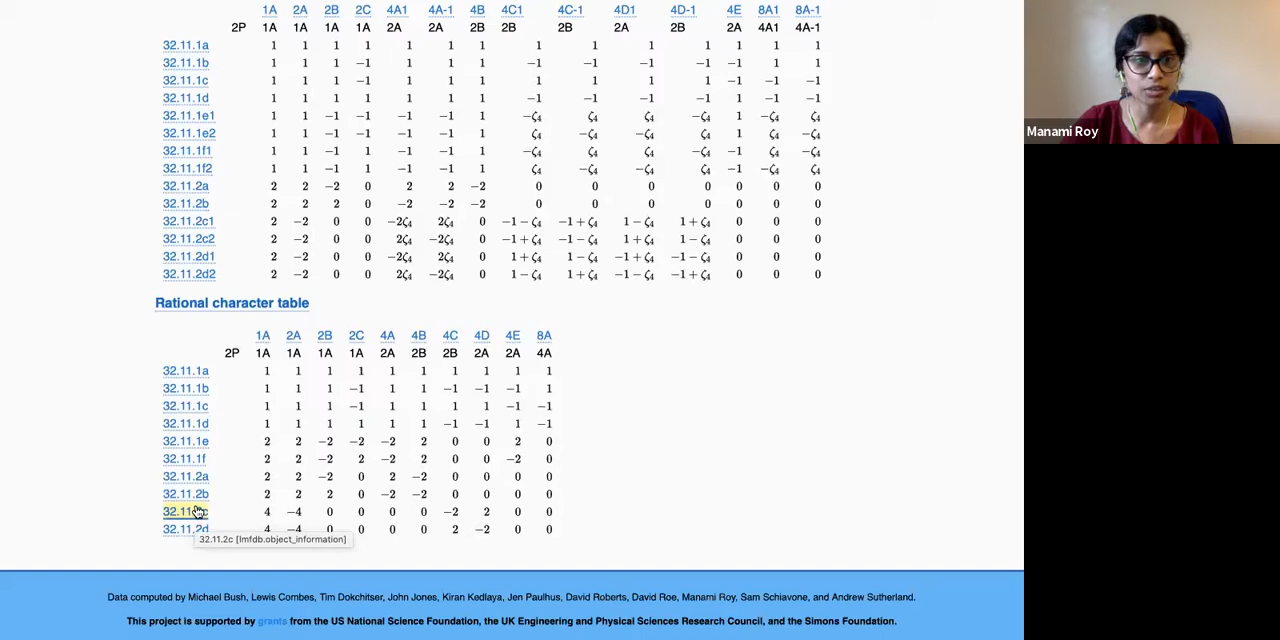 1A 2A 2B 2C 4A1 4A-1 4B 4C1 4C-1 4D1 4D-1 4E 8A1 8A-1
2P 1A 1A 1A 1A 2A 2A 2B 2B 2B 2A 2B 2A 4A1 4A-1
32.11.1a 1 1 1 1 1 1 1 1 1 1 1 1 1 1
32.11.1b 1 1 1 −1 1 1 1 −1 −1 −1 −1 −1 1 1
32.11.1c 1 1 1 −1 1 1 1 1 1 1 1 −1 −1 −1
32.11.1d 1 1 1 1 1 1 1 −1 −1 −1 −1 1 −1 −1
32.11.1e1 1 1 −1 −1 −1 −1 1 −ζ4 ζ4 ζ4 −ζ4 1 −ζ4 ζ4
32.11.1e2 1 1 −1 −1 −1 −1 1 ζ4 −ζ4 −ζ4 ζ4 1 ζ4 −ζ4
32.11.1f1 1 1 −1 1 −1 −1 1 −ζ4 ζ4 ζ4 −ζ4 −1 ζ4 −ζ4
32.11.1f2 1 1 −1 1 −1 −1 1 ζ4 −ζ4 −ζ4 ζ4 −1 −ζ4 ζ4
32.11.2a 2 2 −2 0 2 2 −2 0 0 0 0 0 0 0
32.11.2b 2 2 2 0 −2 −2 −2 0 0 0 0 0 0 0
32.11.2c1 2 −2 0 0 −2ζ4 2ζ4 0 −1 − ζ4 −1 + ζ4 1 − ζ4 1 + ζ4 0 0 0
32.11.2c2 2 −2 0 0 2ζ4 −2ζ4 0 −1 + ζ4 −1 − ζ4 1 + ζ4 1 − ζ4 0 0 0
32.11.2d1 2 −2 0 0 −2ζ4 2ζ4 0 1 + ζ4 1 − ζ4 −1 + ζ4 −1 − ζ4 0 0 0
32.11.2d2 2 −2 0 0 2ζ4 −2ζ4 0 1 − ζ4 1 + ζ4 −1 − ζ4 −1 + ζ4 0 0 0
Rational character table
1A 2A 2B 2C 4A 4B 4C 4D 4E 8A
2P 1A 1A 1A 1A 2A 2B 2B 2A 2A 4A
32.11.1a 1 1 1 1 1 1 1 1 1 1
32.11.1b 1 1 1 −1 1 1 −1 −1 −1 1
32.11.1c 1 1 1 −1 1 1 1 1 −1 −1
32.11.1d 1 1 1 1 1 1 −1 −1 1 −1
32.11.1e 2 2 −2 −2 −2 2 0 0 2 0
32.11.1f 2 2 −2 2 −2 2 0 0 −2 0
32.11.2a 2 2 −2 0 2 −2 0 0 0 0
32.11.2b 2 2 2 0 −2 −2 0 0 0 0
4 −4 0 0 0 0 −2 2 0 0
32.11.2d 4 −4 0 0 0 0 2 −2 0 0
32.11.2c [lmfdb.object_information]
Data computed by Michael Bush, Lewis Combes, Tim Dokchitser, John Jones, Kiran Kedlaya, Jen Paulhus, David Roberts, David Roe, Manami Roy, Sam Schiavone, and Andrew Sutherland.
This project is supported by grants from the US National Science Foundation, the UK Engineering and Physical Sciences Research Council, and the Simons Foundation.
Manami Roy